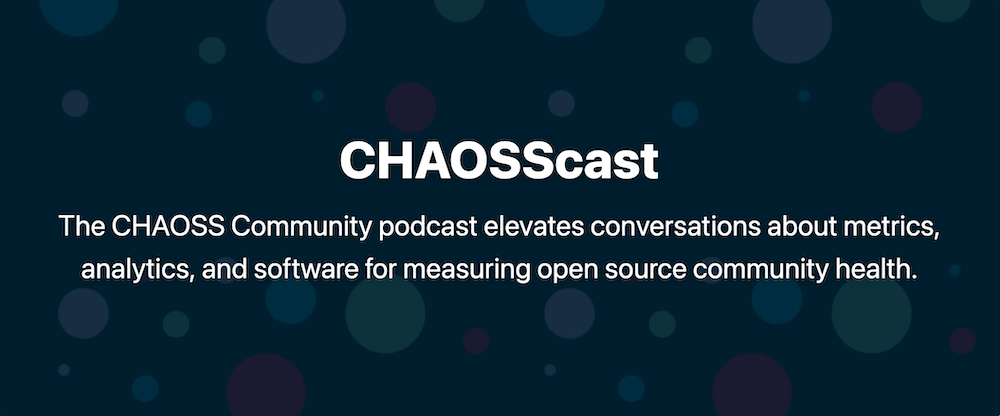 CHAOSScast
The CHAOSS Community podcast elevates conversations about metrics,
analytics, and software for measuring open source community health.